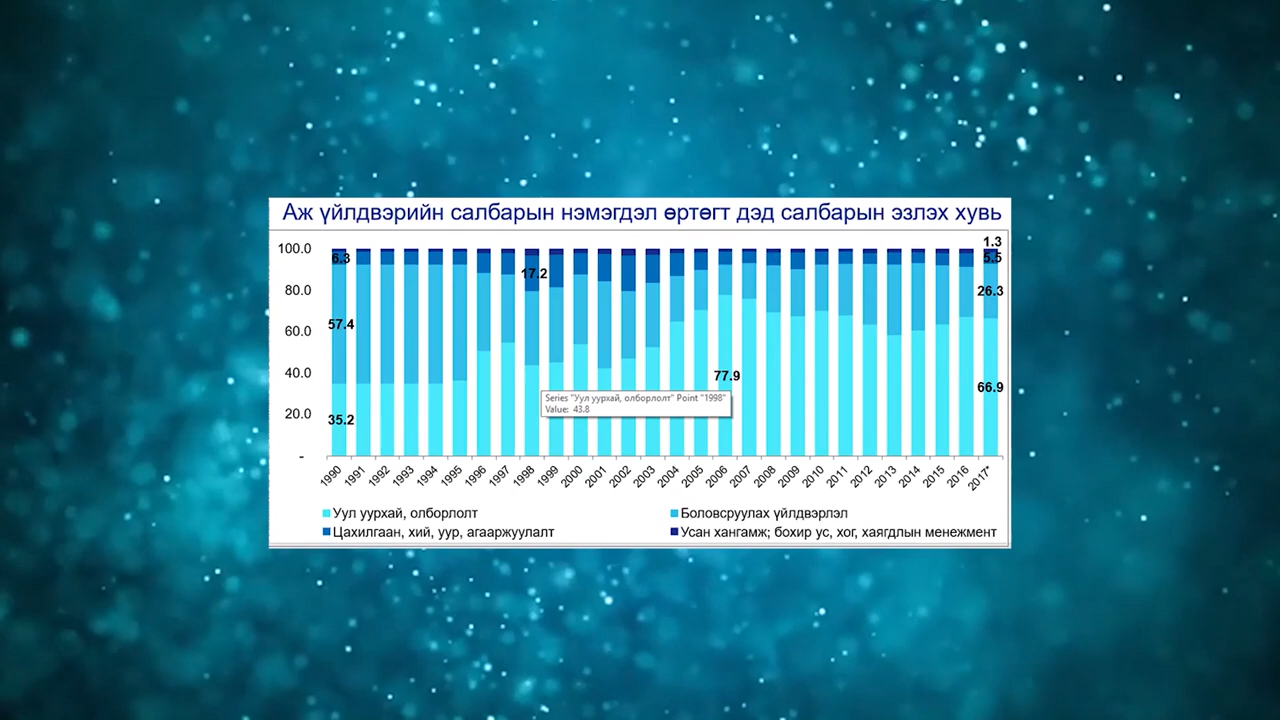 Аж үйлдвэрийн салбарын нэмэгдэл өртөгт дэд салбарын эзлэх хувь
1.3
100.0
6.3
5.5
17.2
80.0
26.3
57.4
60.0
40.0
77.9
66.9
Series "Уул уурхай, олборлолт" Point "1998"
Value: 43.8
20.0
35.2
-
1990 1991 1992 1993 1994 1995 1996 1997 1998 1999 2000 2001 2002 2003 2004 2005 2006 2007 2008 2009 2010 2011 2012 2013 2014 2015 2016 2017*
Уул уурхай, олборлолт
Боловсруулах үйлдвэрлэл
Цахилгаан, хий, уур, агааржуулалт
Усан хангамж; бохир ус, хог, хаягдлын менежмент